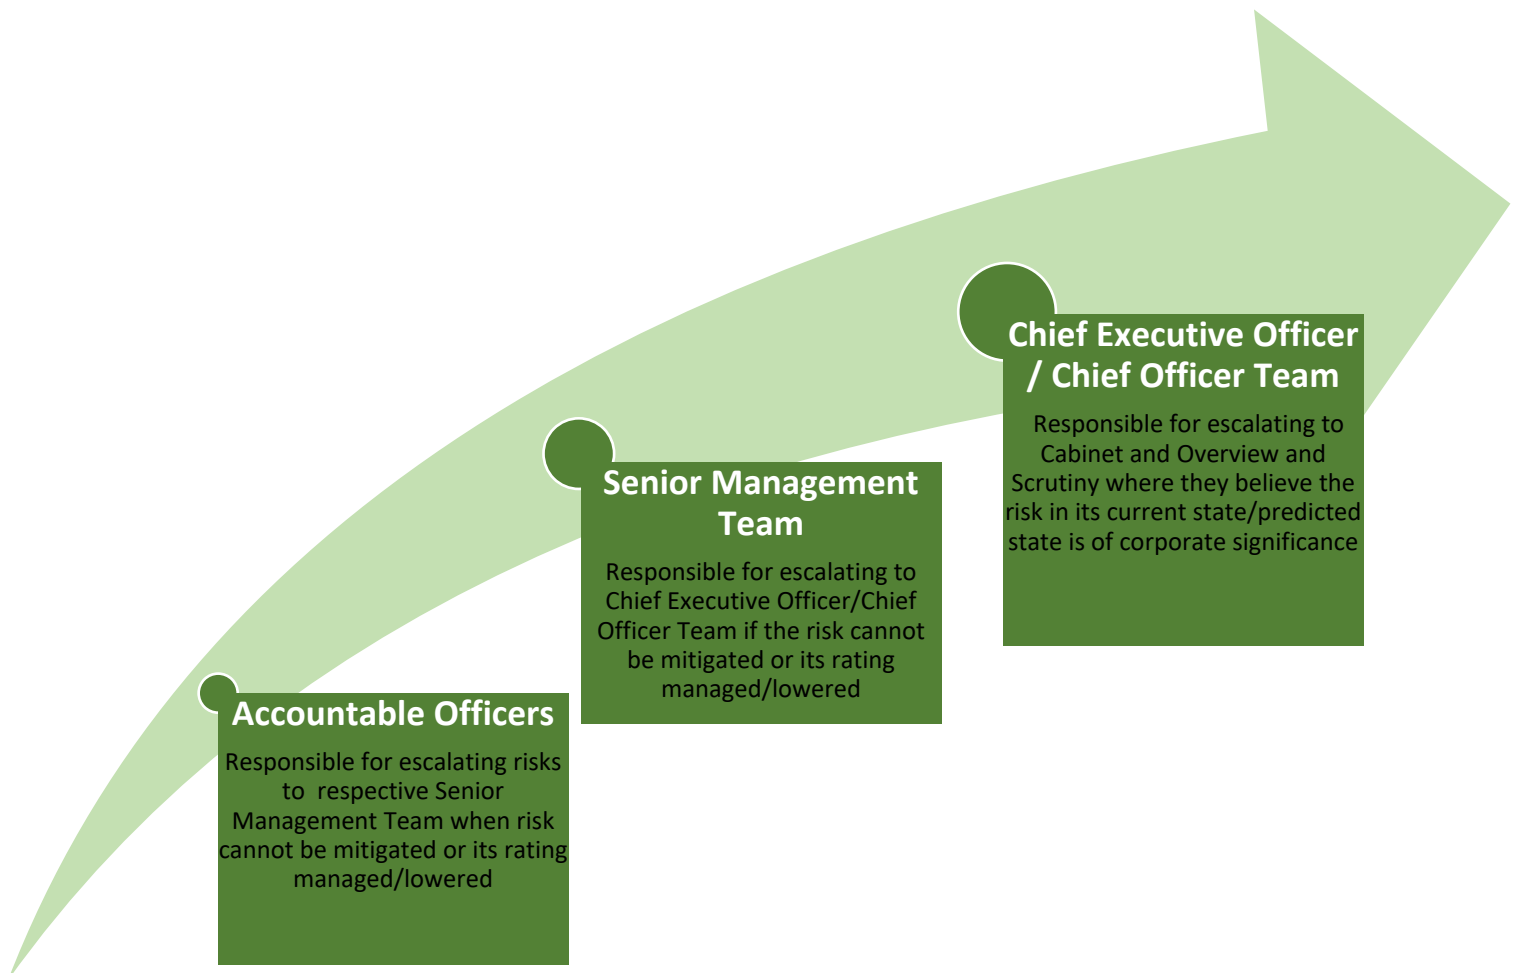 Chief Executive Officer
/ Chief Officer Team
Responsible for escalating to
Cabinet and Overview and
Scrutiny where they believe the
risk in its current state/predicted
state is of corporate significance
Senior Management
Team
Responsible for escalating to
Chief Executive Officer/Chief
Officer Team if the risk cannot
be mitigated or its rating
managed/lowered
Accountable Officers
Responsible for escalating risks
to respective Senior
Management Team when risk
cannot be mitigated or its rating
managed/lowered